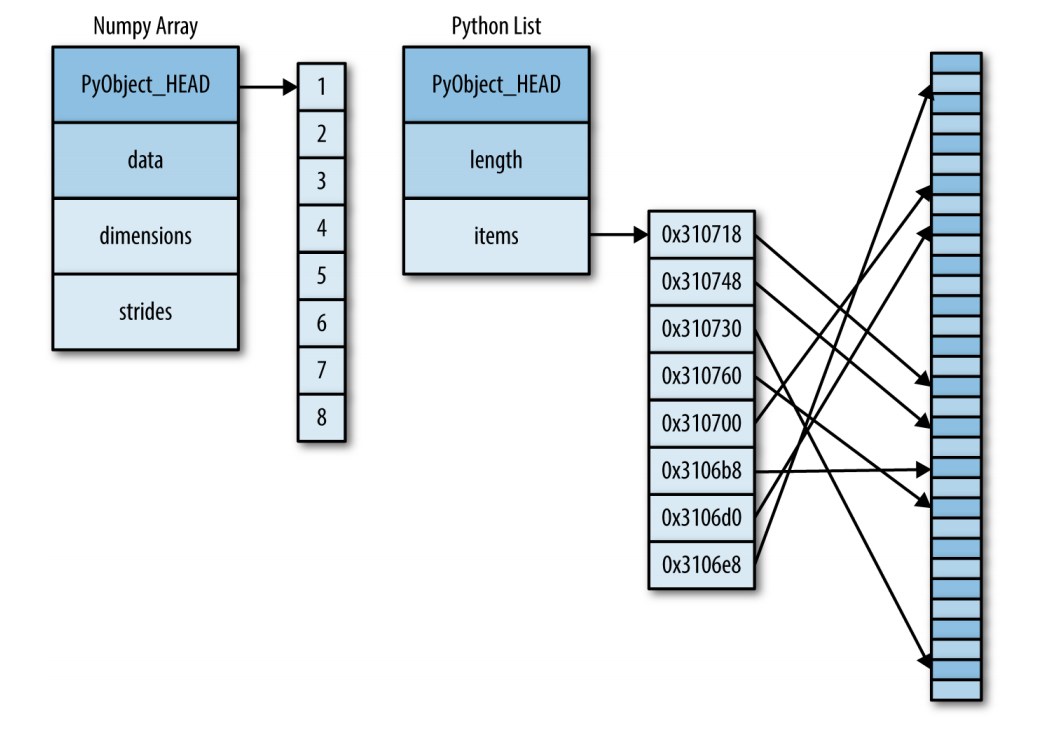 Numpy Array
PyObject_HEAD
data
dimensions
strides
1
2
3
4
5
6
7
8
Python List
PyObject_HEAD
length
items
0x310718
0x310748
0x310730
0x310760
0x310700
0x3106b8
0x3106d0
0x3106e8